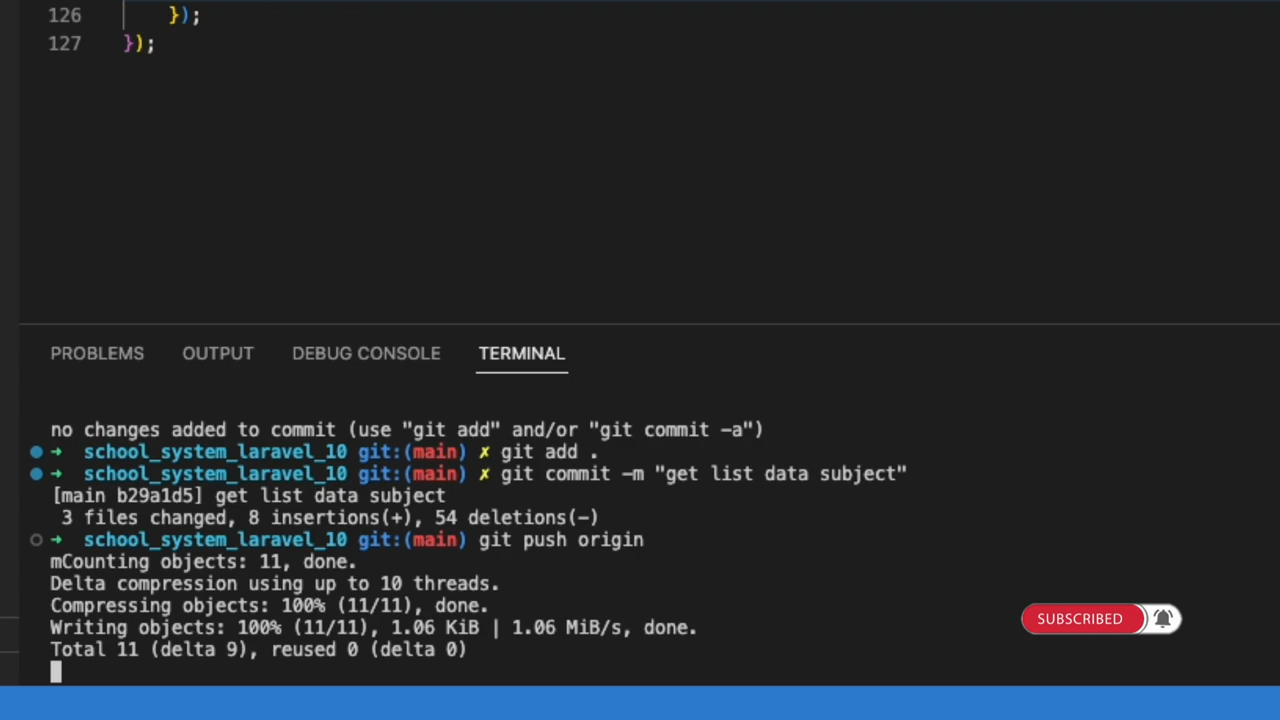 126 });
127 });
PROBLEMS OUTPUT DEBUG CONSOLE TERMINAL
no changes added to commit (use "git add" and/or "git commit -a")
➜ school_system_laravel_10 git:(main) ✗ git add .
➜ school_system_laravel_10 git:(main) ✗ git commit -m "get list data subject"
[main b29a1d5] get list data subject
3 files changed, 8 insertions(+), 54 deletions(-)
➜ school_system_laravel_10 git:(main) git push origin
mCounting objects: 11, done.
Delta compression using up to 10 threads.
Compressing objects: 100% (11/11), done.
Writing objects: 100% (11/11), 1.06 KiB | 1.06 MiB/s, done.
Total 11 (delta 9), reused 0 (delta 0)
SUBSCRIBED